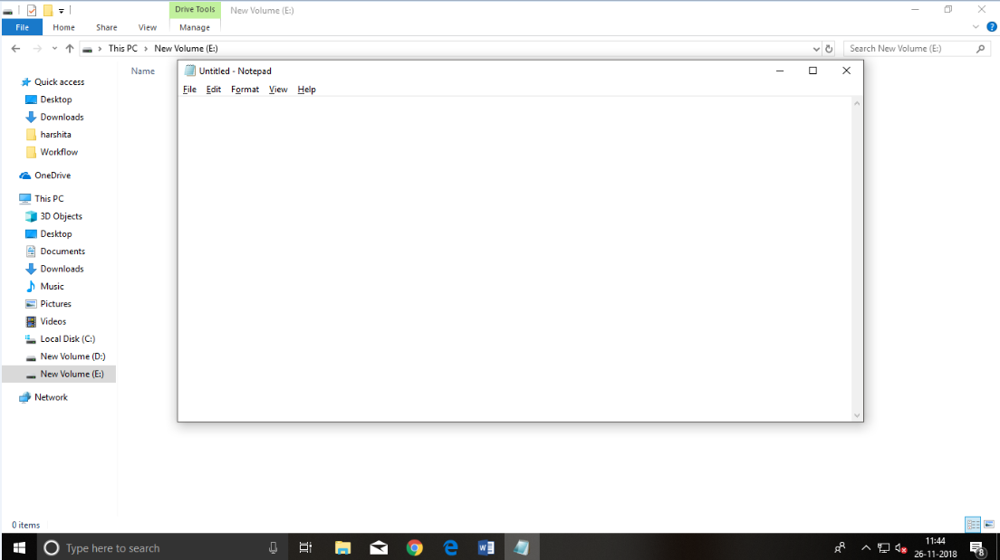 Drive Tools New Volume (E:)
File Home Share View Manage
This PC New Volume (E:) Search New Volume (E:)
Name
Untitled - Notepad
File Edit Format View Help
Quick access
Desktop
Downloads
harshita
Workflow
OneDrive
This PC
3D Objects
Desktop
Documents
Downloads
Music
Pictures
Videos
Local Disk (C:)
New Volume (D:)
New Volume (E:)
Network
0 items
Type here to search
11:44
26-11-2018
8